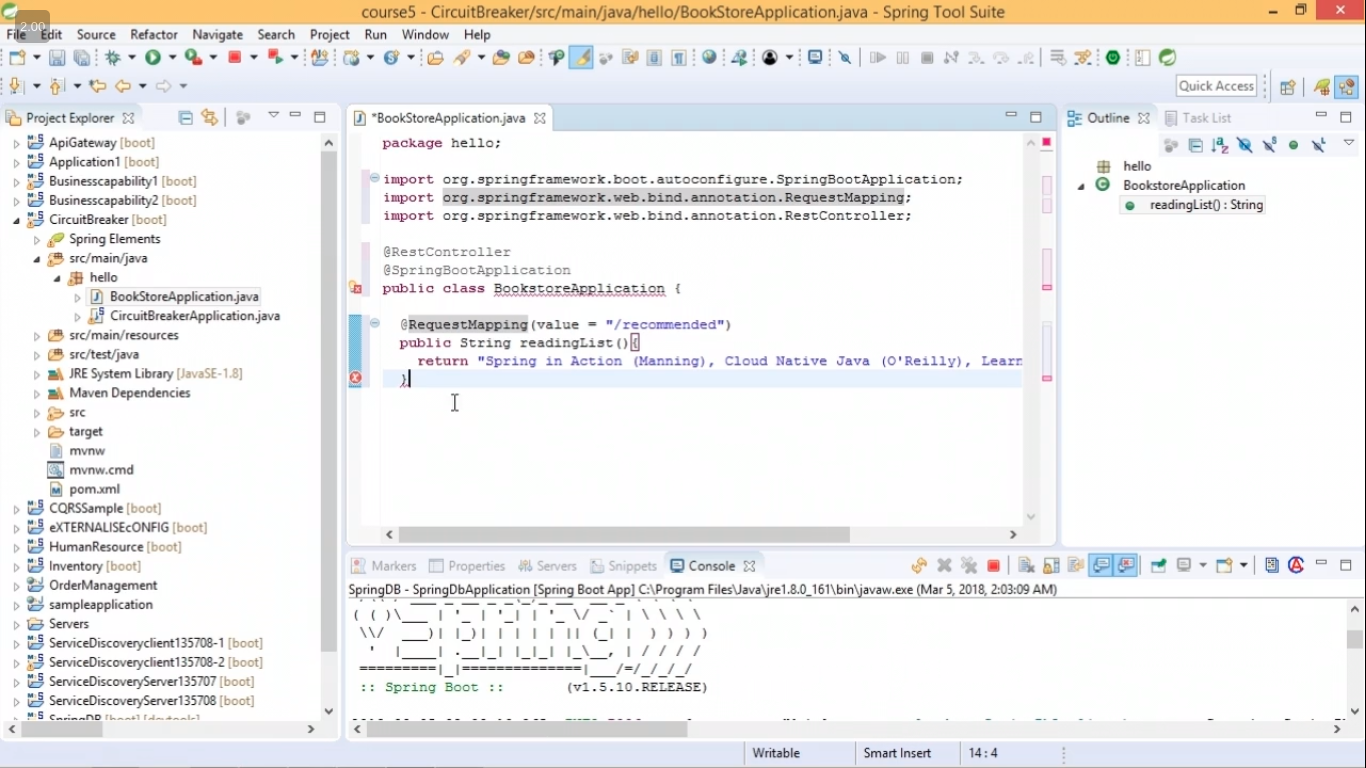 course5 - CircuitBreaker/src/main/java/hello/BookStoreApplication.java - Spring Tool Suite
2.00
File Edit Source Refactor Navigate Search Project Run Window Help
Quick Access
Project Explorer
ApiGateway [boot]
Application1 [boot]
Businesscapability1 [boot]
Businesscapability2 [boot]
CircuitBreaker [boot]
Spring Elements
src/main/java
hello
BookStoreApplication.java
CircuitBreakerApplication.java
src/main/resources
src/test/java
JRE System Library [JavaSE-1.8]
Maven Dependencies
src
target
mvnw
mvnw.cmd
pom.xml
CQRSSample [boot]
eXTERNALISEcONFIG [boot]
HumanResource [boot]
Inventory [boot]
OrderManagement
sampleapplication
Servers
ServiceDiscoveryclient135708-1 [boot]
ServiceDiscoveryclient135708-2 [boot]
ServiceDiscoveryServer135707 [boot]
ServiceDiscoveryServer135708 [boot]
SpringDB [boot] [devtools]
*BookStoreApplication.java
package hello;
import org.springframework.boot.autoconfigure.SpringBootApplication;
import org.springframework.web.bind.annotation.RequestMapping;
import org.springframework.web.bind.annotation.RestController;
@RestController
@SpringBootApplication
public class BookstoreApplication {
@RequestMapping(value = "/recommended")
public String readingList(){
return "Spring in Action (Manning), Cloud Native Java (O'Reilly), Learn
}
Outline Task List
hello
BookstoreApplication
readingList() : String
Markers Properties Servers Snippets Console
SpringDB - SpringDbApplication [Spring Boot App] C:\Program Files\Java\jre1.8.0_161\bin\javaw.exe (Mar 5, 2018, 2:03:09 AM)
:: Spring Boot :: (v1.5.10.RELEASE)
Writable Smart Insert 14 : 4